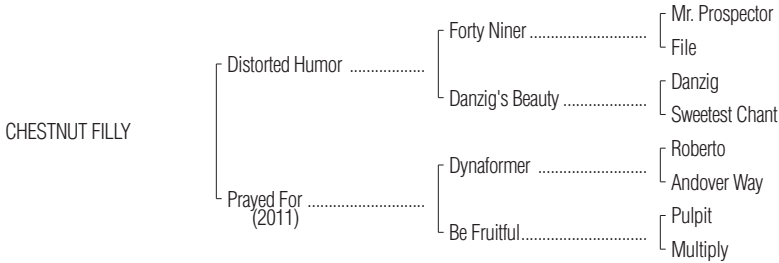 Mr. Prospector
Forty Niner ..........................
File
Distorted Humor ..................
Danzig
Danzig's Beauty ....................
Sweetest Chant
CHESTNUT FILLY
Roberto
Dynaformer ..........................
Andover Way
Prayed For ............................
(2011)
Pulpit
Be Fruitful..............................
Multiply